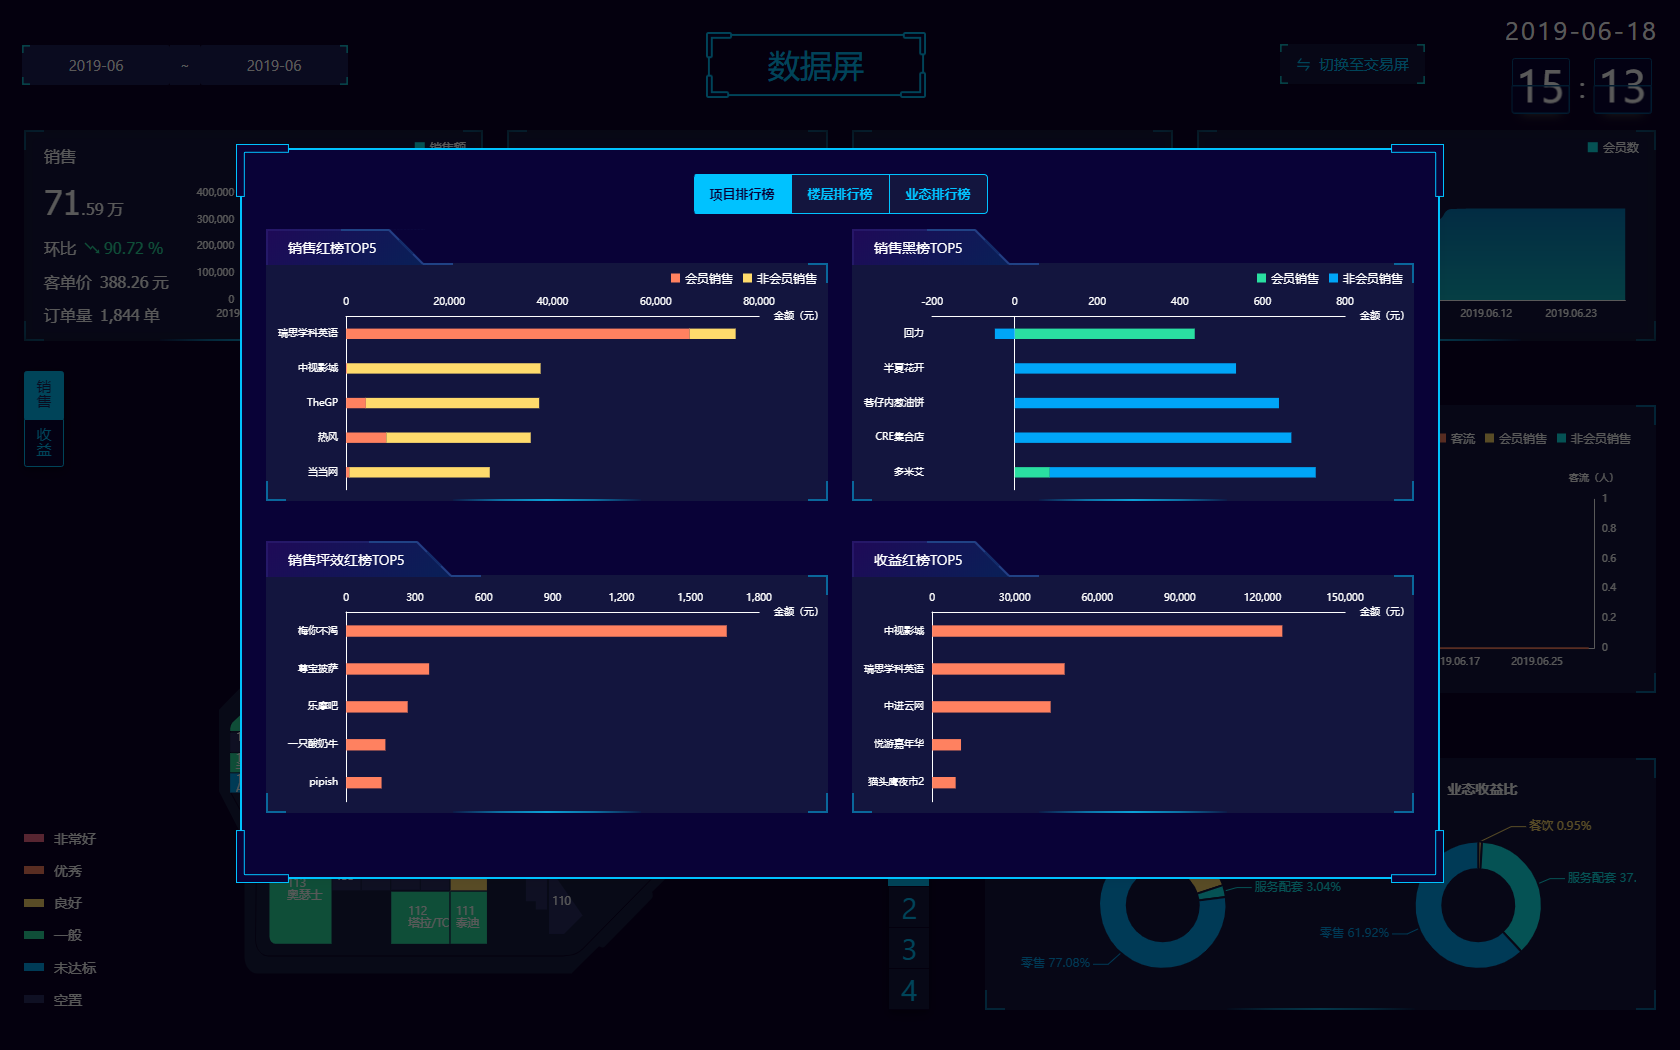 2019-06 ~ 2019-06
数据屏
切换至交易屏
2019-06-18
15 : 13
销售
71.59 万
环比 90.72 %
客单价 388.26 元
订单量 1,844 单
销售额
400,000
300,000
200,000
100,000
0
2019
会员数
2019.06.12
2019.06.23
项目排行榜
楼层排行榜
业态排行榜
销售红榜TOP5
会员销售
非会员销售
0
20,000
40,000
60,000
80,000
金额（元）
瑞思学科英语
中视影城
TheGP
热风
当当网
销售黑榜TOP5
会员销售
非会员销售
-200
0
200
400
600
800
金额（元）
回力
半夏花开
巷仔内葱油饼
CRE集合店
多米艾
销售坪效红榜TOP5
0
300
600
900
1,200
1,500
1,800
金额（元）
梅你不渴
尊宝披萨
乐摩吧
一只酸奶牛
pipish
收益红榜TOP5
0
30,000
60,000
90,000
120,000
150,000
金额（元）
中视影城
瑞思学科英语
中进云网
悦游嘉年华
猫头鹰夜市2
销售
收益
客流
会员销售
非会员销售
客流（人）
1
0.8
0.6
0.4
0.2
0
19.06.17
2019.06.25
非常好
优秀
良好
一般
未达标
空置
113
奥瑟士
112
塔拉/TC
111
泰迪
110
2
3
4
业态收益比
餐饮 0.95%
服务配套 37.
零售 61.92%
服务配套 3.04%
零售 77.08%